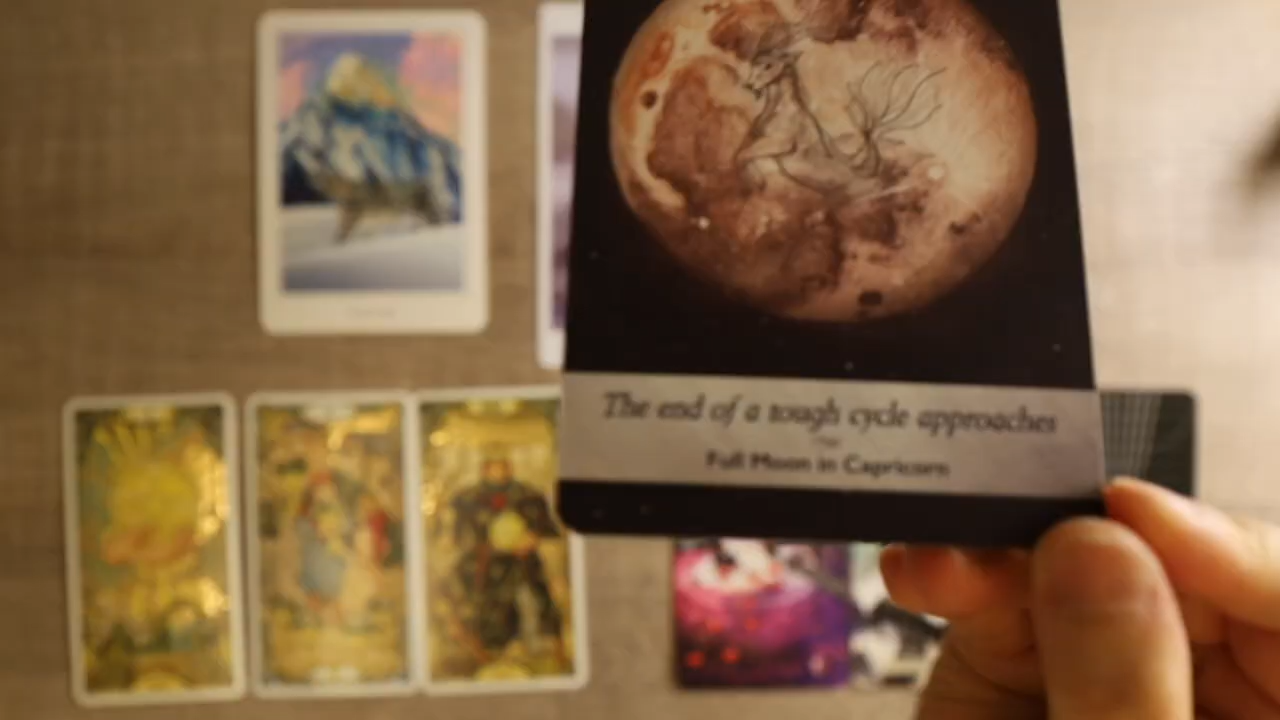 The end of a tough cycle approaches
Full Moon in Capricorn